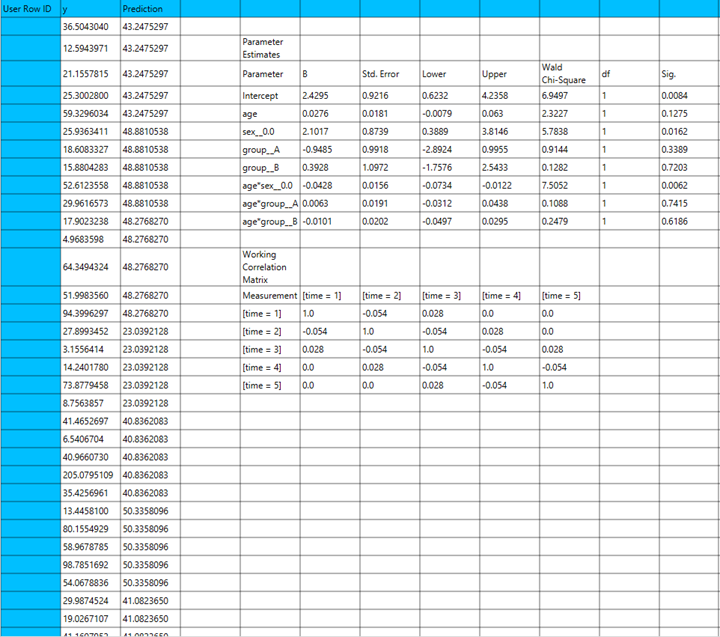 User Row ID y Prediction
36.5043040 43.2475297
12.5943971 43.2475297 Parameter
Estimates
21.1557815 43.2475297 Parameter B Std. Error Lower Upper Wald
Chi-Square df Sig.
25.3002800 43.2475297 Intercept 2.4295 0.9216 0.6232 4.2358 6.9497 1 0.0084
59.3296034 43.2475297 age 0.0276 0.0181 -0.0079 0.063 2.3227 1 0.1275
25.9363411 48.8810538 sex__0.0 2.1017 0.8739 0.3889 3.8146 5.7838 1 0.0162
18.6083327 48.8810538 group__A -0.9485 0.9918 -2.8924 0.9955 0.9144 1 0.3389
15.8804283 48.8810538 group__B 0.3928 1.0972 -1.7576 2.5433 0.1282 1 0.7203
52.6123558 48.8810538 age*sex__0.0 -0.0428 0.0156 -0.0734 -0.0122 7.5052 1 0.0062
29.9616573 48.8810538 age*group__A 0.0063 0.0191 -0.0312 0.0438 0.1088 1 0.7415
17.9023238 48.2768270 age*group__B -0.0101 0.0202 -0.0497 0.0295 0.2479 1 0.6186
4.9683598 48.2768270
64.3494324 48.2768270 Working
Correlation
Matrix
51.9983560 48.2768270 Measurement [time = 1] [time = 2] [time = 3] [time = 4] [time = 5]
94.3996297 48.2768270 [time = 1] 1.0 -0.054 0.028 0.0 0.0
27.8993452 23.0392128 [time = 2] -0.054 1.0 -0.054 0.028 0.0
3.1556414 23.0392128 [time = 3] 0.028 -0.054 1.0 -0.054 0.028
14.2401780 23.0392128 [time = 4] 0.0 0.028 -0.054 1.0 -0.054
73.8779458 23.0392128 [time = 5] 0.0 0.0 0.028 -0.054 1.0
8.7563857 23.0392128
41.4652697 40.8362083
6.5406704 40.8362083
40.9660730 40.8362083
205.0795109 40.8362083
35.4256961 40.8362083
13.4458100 50.3358096
80.1554929 50.3358096
58.9678785 50.3358096
98.7851692 50.3358096
54.0678836 50.3358096
29.9874524 41.0823650
19.0267107 41.0823650